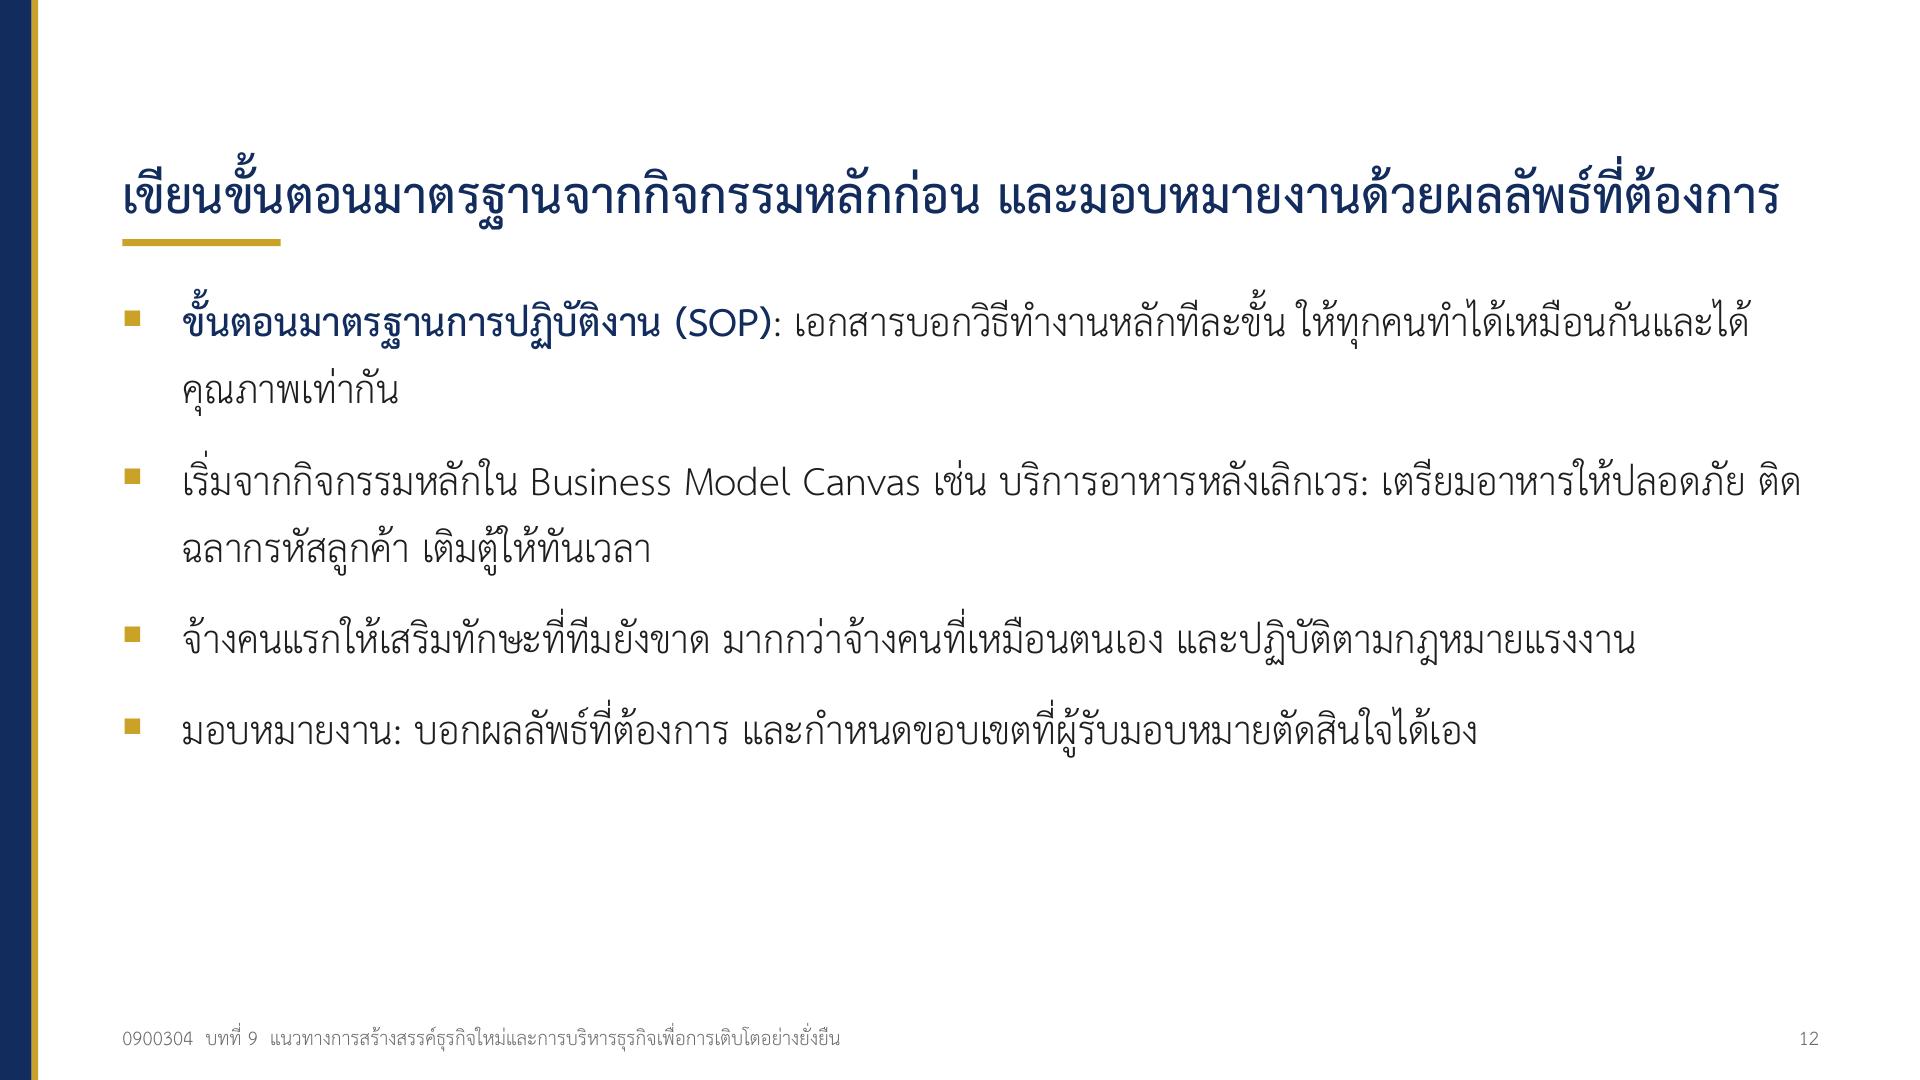 เขียนขั้นตอนมาตรฐานจากกิจกรรมหลักก่อน และมอบหมายงานด้วยผลลัพธ์ที่ต้องการ
▪ ขั้นตอนมาตรฐานการปฏิบัติงาน (SOP): เอกสารบอกวิธีทำงานหลักทีละขั้น ให้ทุกคนทำได้เหมือนกันและได้
คุณภาพเท่ากัน
▪ เริ่มจากกิจกรรมหลักใน Business Model Canvas เช่น บริการอาหารหลังเลิกเวร: เตรียมอาหารให้ปลอดภัย ติด
ฉลากรหัสลูกค้า เติมตู้ให้ทันเวลา
▪ จ้างคนแรกให้เสริมทักษะที่ทีมยังขาด มากกว่าจ้างคนที่เหมือนตนเอง และปฏิบัติตามกฎหมายแรงงาน
▪ มอบหมายงาน: บอกผลลัพธ์ที่ต้องการ และกำหนดขอบเขตที่ผู้รับมอบหมายตัดสินใจได้เอง
0900304 บทที่ 9 แนวทางการสร้างสรรค์ธุรกิจใหม่และการบริหารธุรกิจเพื่อการเติบโตอย่างยั่งยืน
12